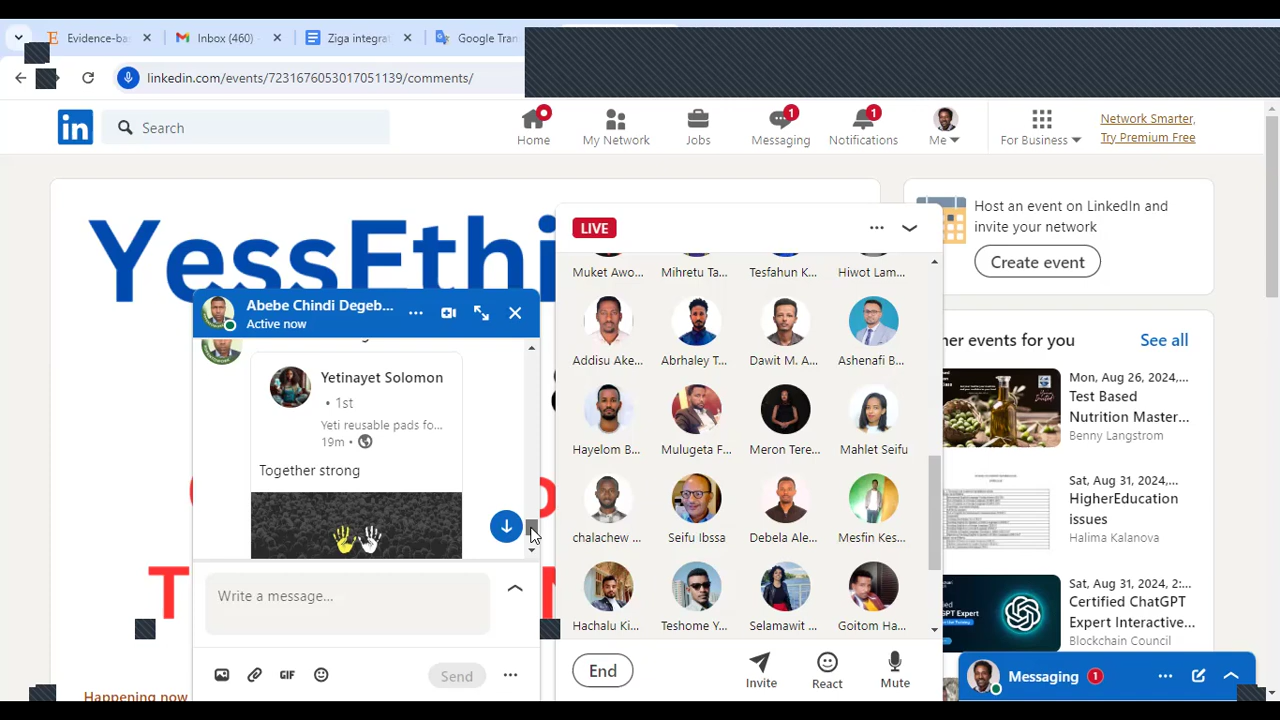 Evidence-ba
Inbox (460)
Ziga integrat
Google Tran
linkedin.com/events/7231676053017051139/comments/
in
Search
Home
My Network
1
Jobs
Messaging
1
Notifications
Me
For Business
Network Smarter,
Try Premium Free
YessEthi
Host an event on LinkedIn and
invite your network
Create event
LIVE
Muket Awo...
Mihretu Ta...
Tesfahun K...
Hiwot Lam...
Addisu Ake...
Abrhaley T...
Dawit M. A...
Ashenafi B...
Hayelom B...
Mulugeta F...
Meron Tere...
Mahlet Seifu
chalachew ...
Seifu Ibssa
Debela Ale...
Mesfin Kes...
Hachalu Ki...
Teshome Y...
Selamawit ...
Goitom Ha...
End
Invite
React
Mute
Abebe Chindi Degeb...
Active now
Yetinayet Solomon
• 1st
Yeti reusable pads fo...
19m •
Together strong
Write a message...
GIF
Send
Happening now
her events for you
See all
Mon, Aug 26, 2024,...
Test Based
Nutrition Master...
Benny Langstrom
Sat, Aug 31, 2024,...
HigherEducation
issues
Halima Kalanova
Sat, Aug 31, 2024, 2:...
Certified ChatGPT
Expert Interactive...
Blockchain Council
Messaging
1